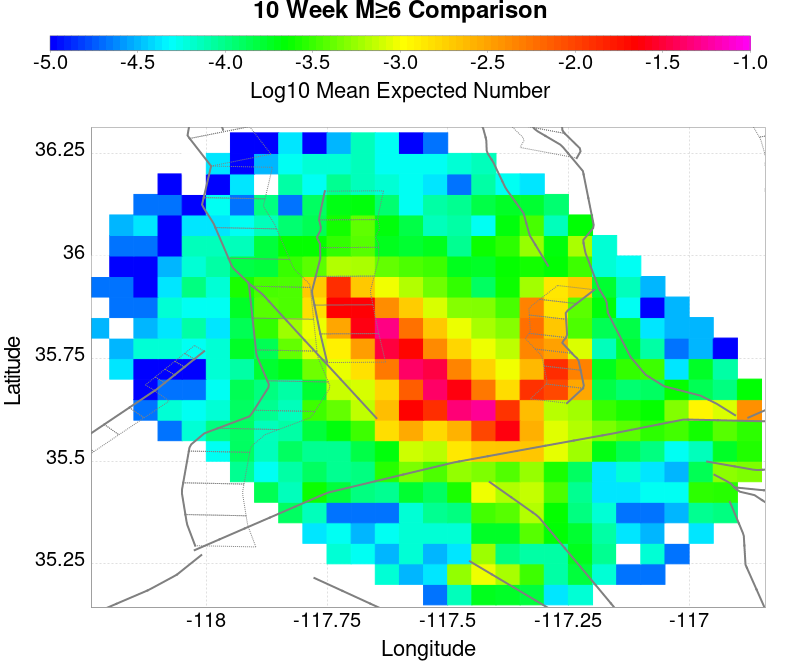 10 Week M≥6 Comparison
-5.0 -4.5 -4.0 -3.5 -3.0 -2.5 -2.0 -1.5 -1.0
Log10 Mean Expected Number
36.25
36
35.75
35.5
35.25
Latitude
-118 -117.75 -117.5 -117.25 -117
Longitude